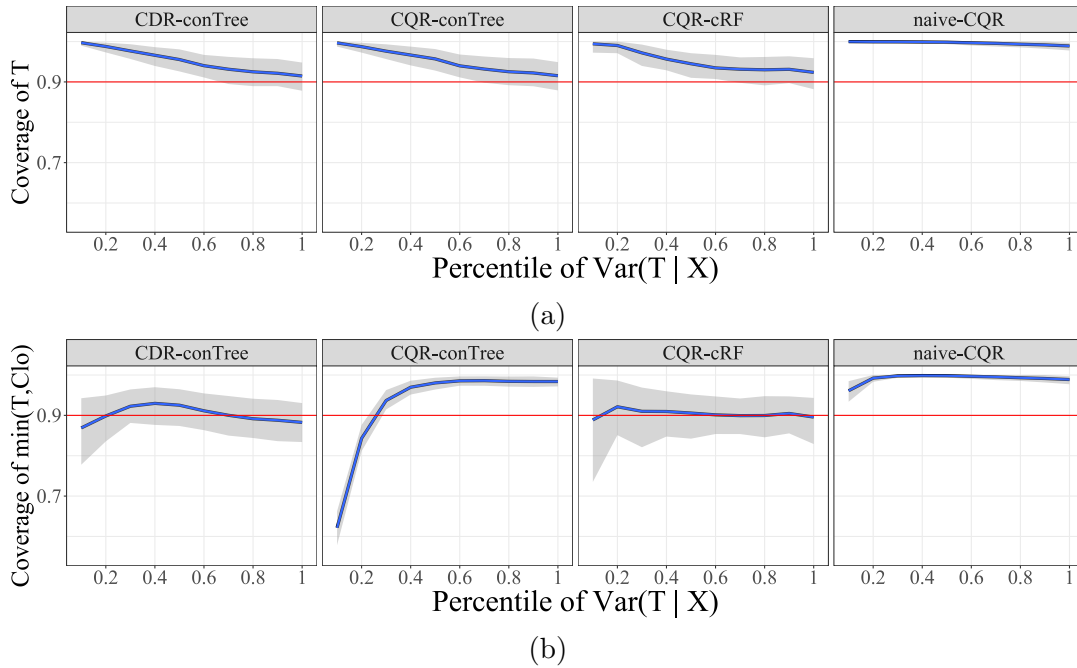 CDR-conTree CQR-conTree CQR-cRF naive-CQR
Coverage of T
0.9
0.7
0.2 0.4 0.6 0.8 1 0.2 0.4 0.6 0.8 1 0.2 0.4 0.6 0.8 1 0.2 0.4 0.6 0.8 1
Percentile of Var(T | X)
(a)
CDR-conTree CQR-conTree CQR-cRF naive-CQR
Coverage of min(T,Clo)
0.9
0.7
0.2 0.4 0.6 0.8 1 0.2 0.4 0.6 0.8 1 0.2 0.4 0.6 0.8 1 0.2 0.4 0.6 0.8 1
Percentile of Var(T | X)
(b)